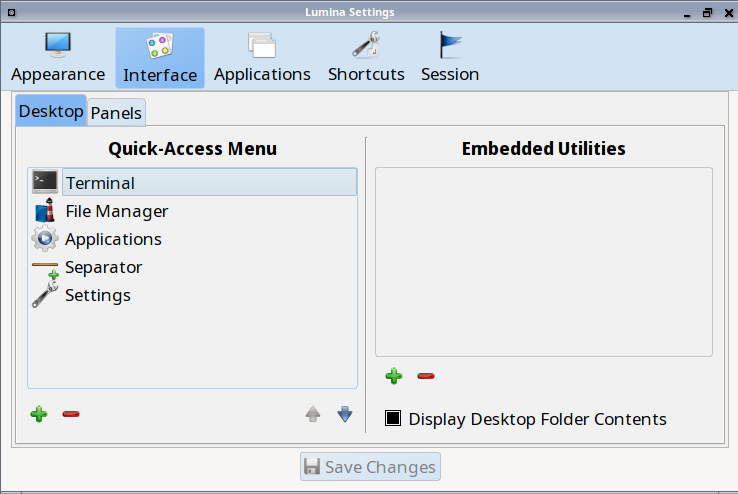 Lumina Settings
Appearance
Interface
Applications
Shortcuts
Session
Desktop
Panels
Quick-Access Menu
Terminal
File Manager
Applications
Separator
Settings
Embedded Utilities
Display Desktop Folder Contents
Save Changes